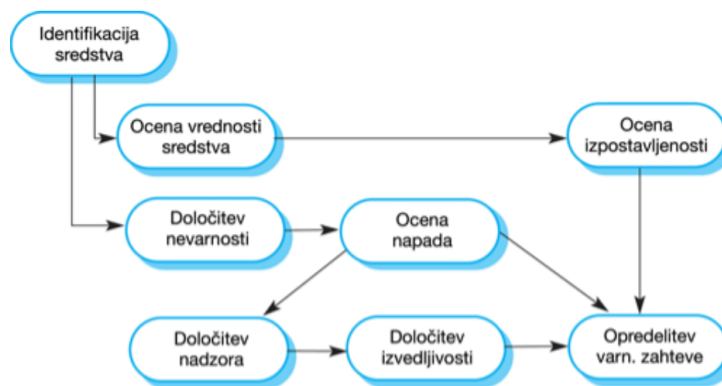 Identifikacija
sredstva
Ocena vrednosti
sredstva
Ocena
izpostavljenosti
Določitev
nevarnosti
Ocena
napada
Določitev
nadzora
Določitev
izvedljivosti
Opredelitev
varn. zahteve